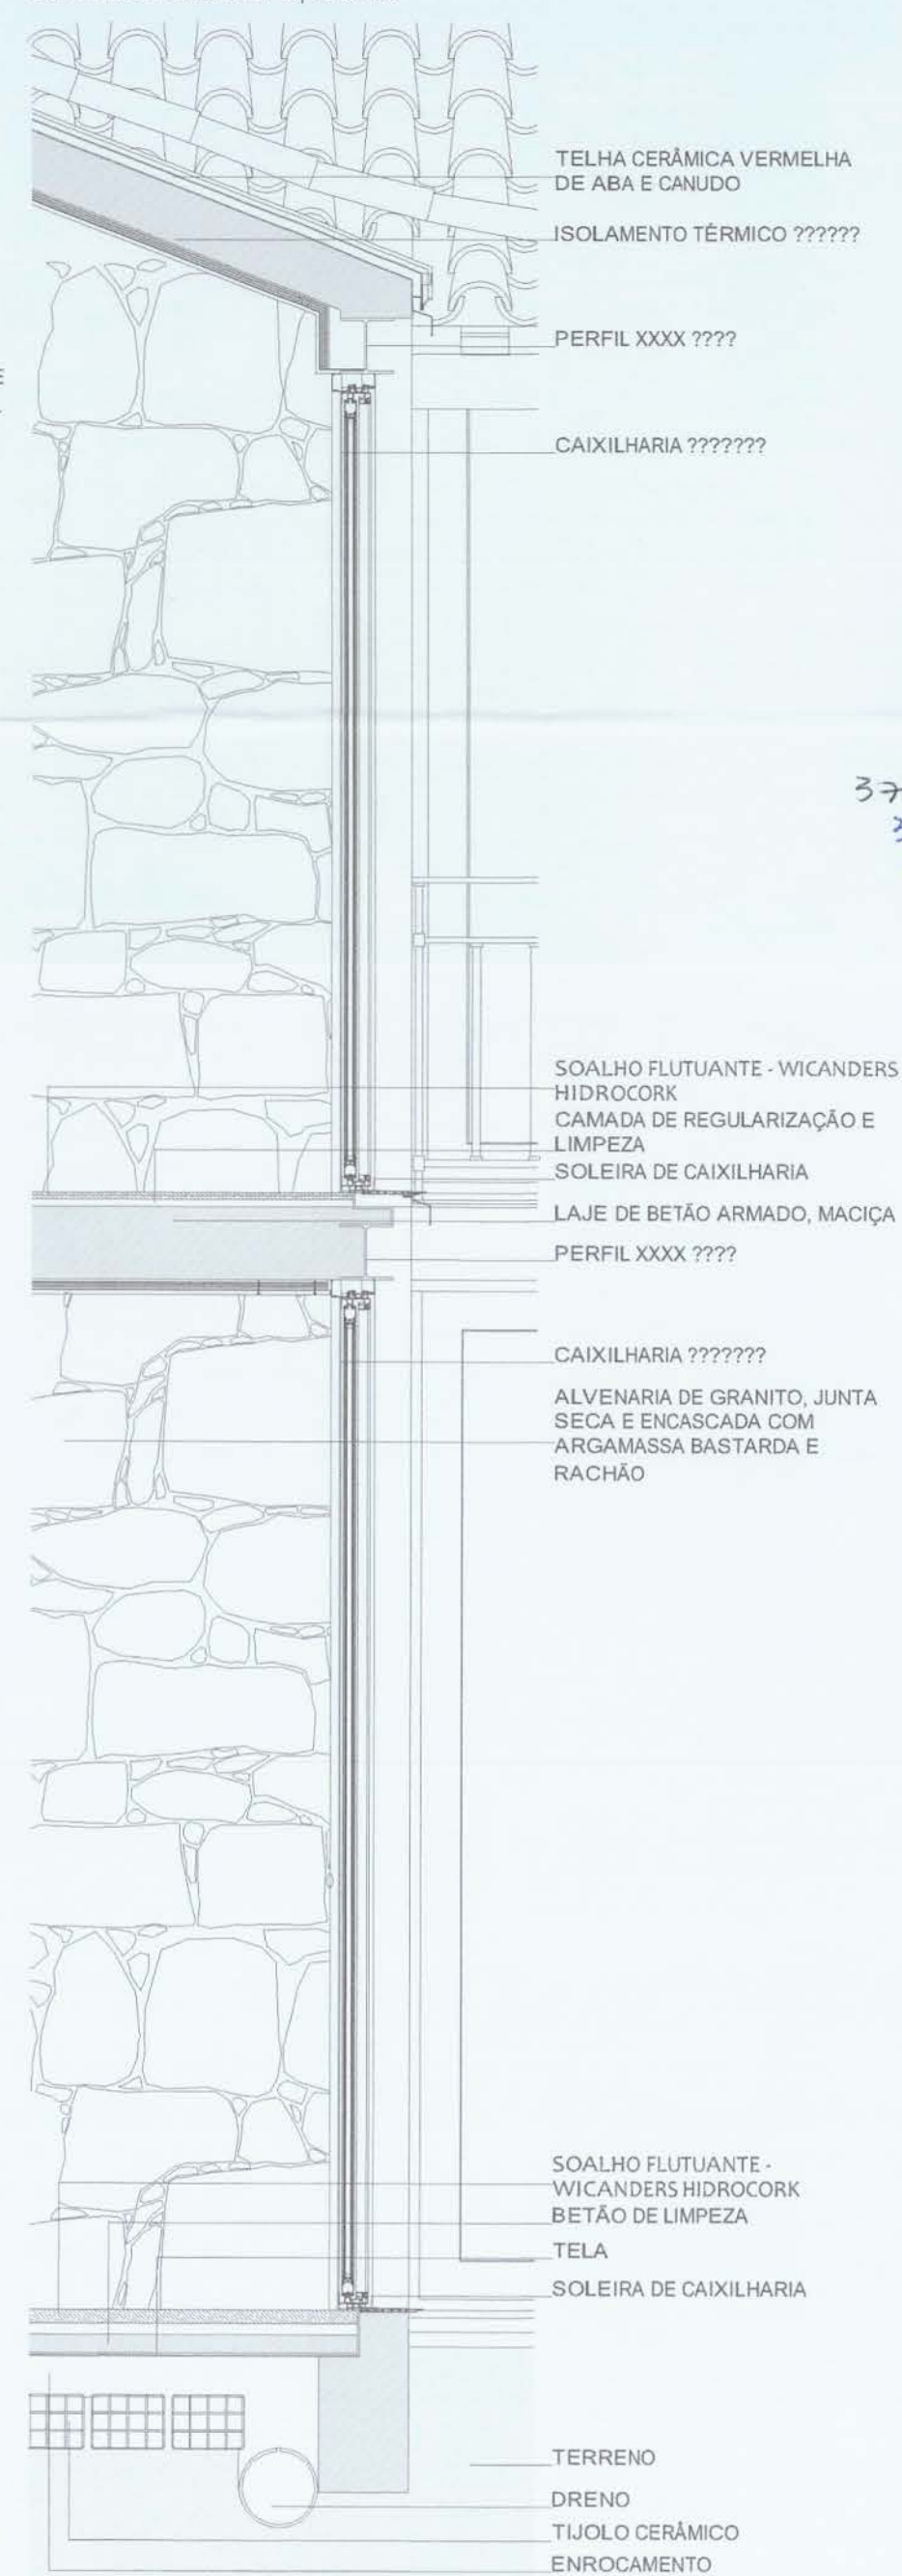 TELHA CERÂMICA VERMELHA
DE ABA E CANUDO
ISOLAMENTO TÉRMICO ??????
PERFIL XXXX ????
CAIXILHARIA ???????
37
SOALHO FLUTUANTE - WICANDERS
HIDROCORK
CAMADA DE REGULARIZAÇÃO E
LIMPEZA
SOLEIRA DE CAIXILHARIA
LAJE DE BETÃO ARMADO, MACIÇA
PERFIL XXXX ????
CAIXILHARIA ???????
ALVENARIA DE GRANITO, JUNTA
SECA E ENCASCADA COM
ARGAMASSA BASTARDA E
RACHÃO
SOALHO FLUTUANTE -
WICANDERS HIDROCORK
BETÃO DE LIMPEZA
TELA
SOLEIRA DE CAIXILHARIA
TERRENO
DRENO
TIJOLO CERÂMICO
ENROCAMENTO